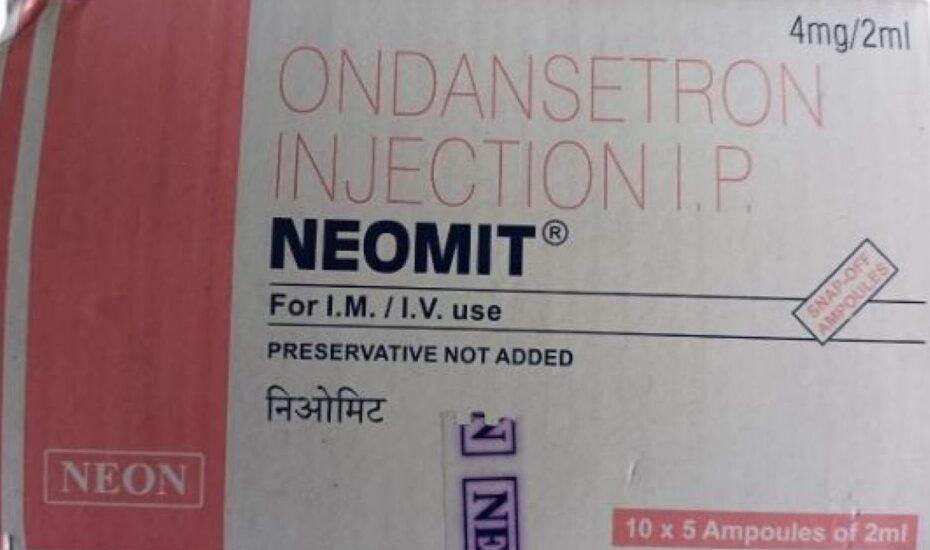 4mg/2ml
ONDANSETRON
INJECTION I.P.
NEOMIT®
For I.M. / I.V. use
SNAP-OFF
AMPOULES
PRESERVATIVE NOT ADDED
निओमिट
NEON
10 x 5 Ampoules of 2ml